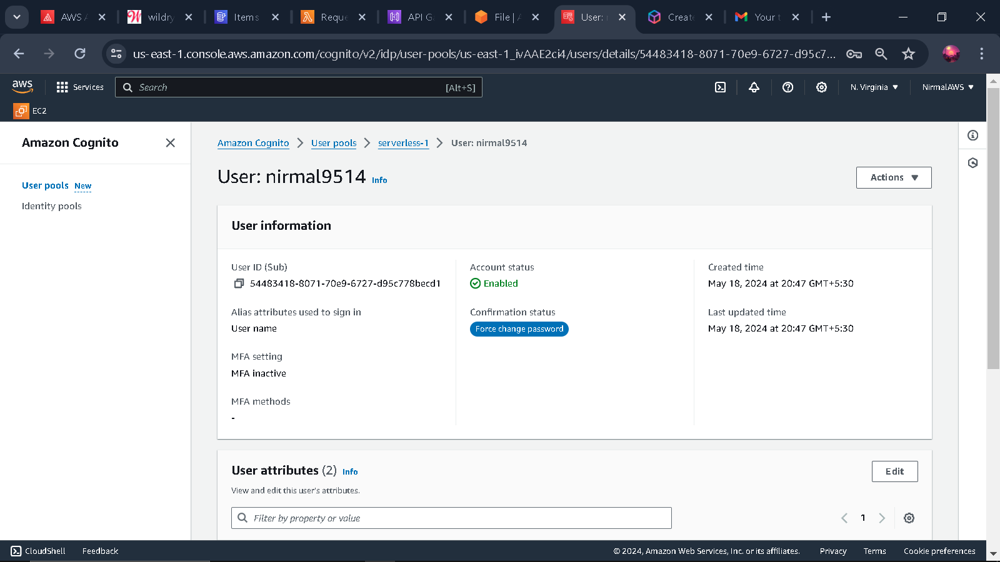 AWS A
wildry
Items
Reque
API G
File | A
User: n
Create
Your t
us-east-1.console.aws.amazon.com/cognito/v2/idp/user-pools/us-east-1_ivAAE2ci4/users/details/54483418-8071-70e9-6727-d95c7...
aws
Services
Search
[Alt+S]
N. Virginia
NirmalAWS
EC2
Amazon Cognito
User pools New
Identity pools
Amazon Cognito
User pools
serverless-1
User: nirmal9514
User: nirmal9514 Info
Actions
User information
User ID (Sub)
54483418-8071-70e9-6727-d95c778becd1
Alias attributes used to sign in
User name
MFA setting
MFA inactive
MFA methods
-
Account status
Enabled
Confirmation status
Force change password
Created time
May 18, 2024 at 20:47 GMT+5:30
Last updated time
May 18, 2024 at 20:47 GMT+5:30
User attributes (2) Info
Edit
View and edit this user's attributes.
Filter by property or value
1
CloudShell
Feedback
© 2024, Amazon Web Services, Inc. or its affiliates.
Privacy
Terms
Cookie preferences